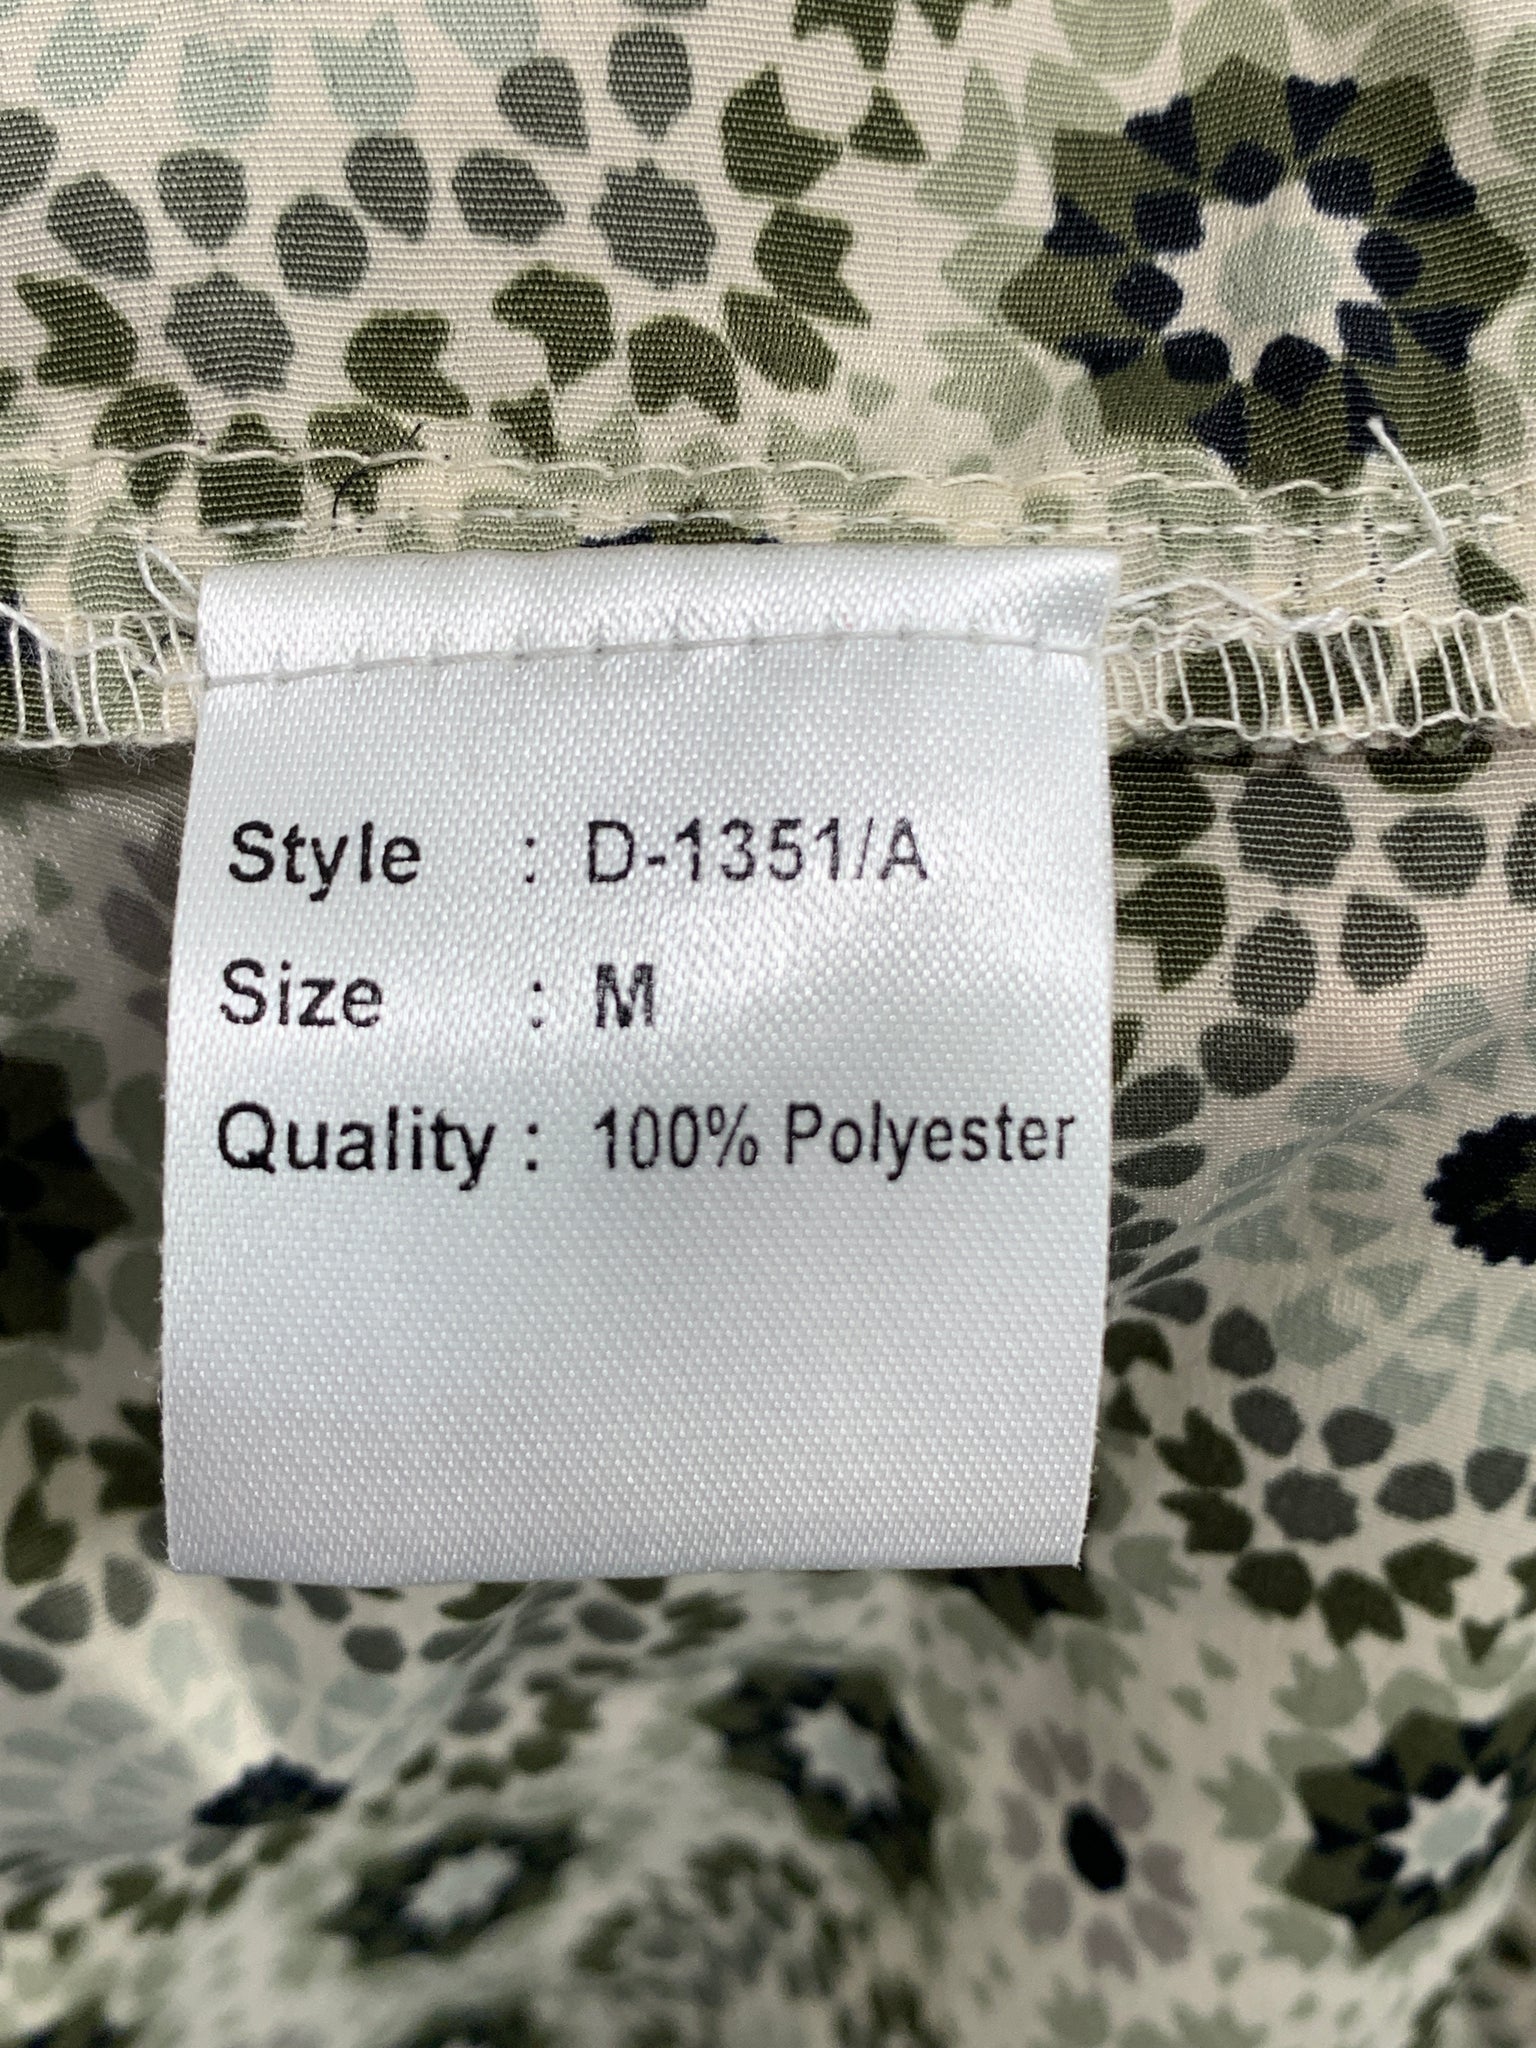 Style : D-1351/A
Size : M
Quality : 100% Polyester